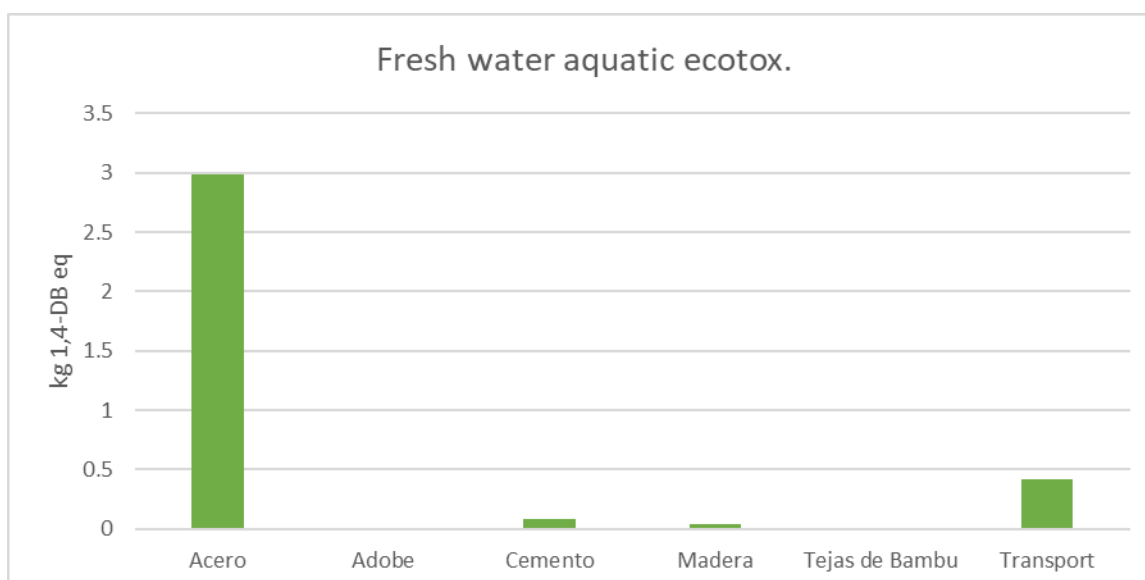 Fresh water aquatic ecotox.
kg 1,4-DB eq
3.5
3
2.5
2
1.5
1
0.5
0
Acero Adobe Cemento Madera Tejas de Bambu Transport